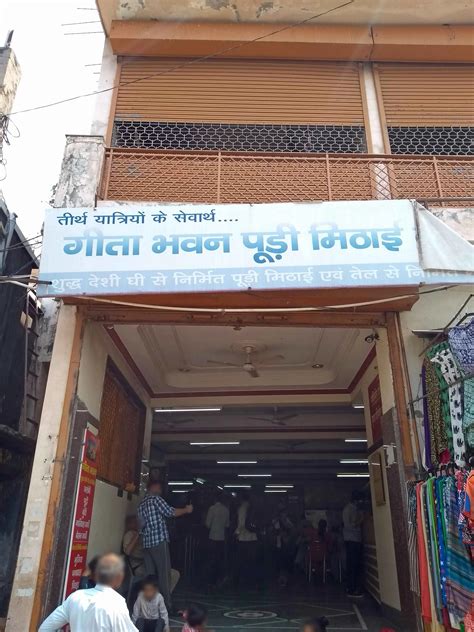 तीर्थ यात्रियों के सेवार्थ....
गीता भवन पूड़ी मिठाई
शुद्ध देशी घी से निर्मित पूड़ी मिठाई एवं तेल से निर्मित